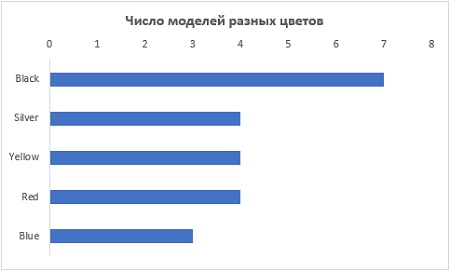 Число моделей разных цветов
0 1 2 3 4 5 6 7 8
Black
Silver
Yellow
Red
Blue